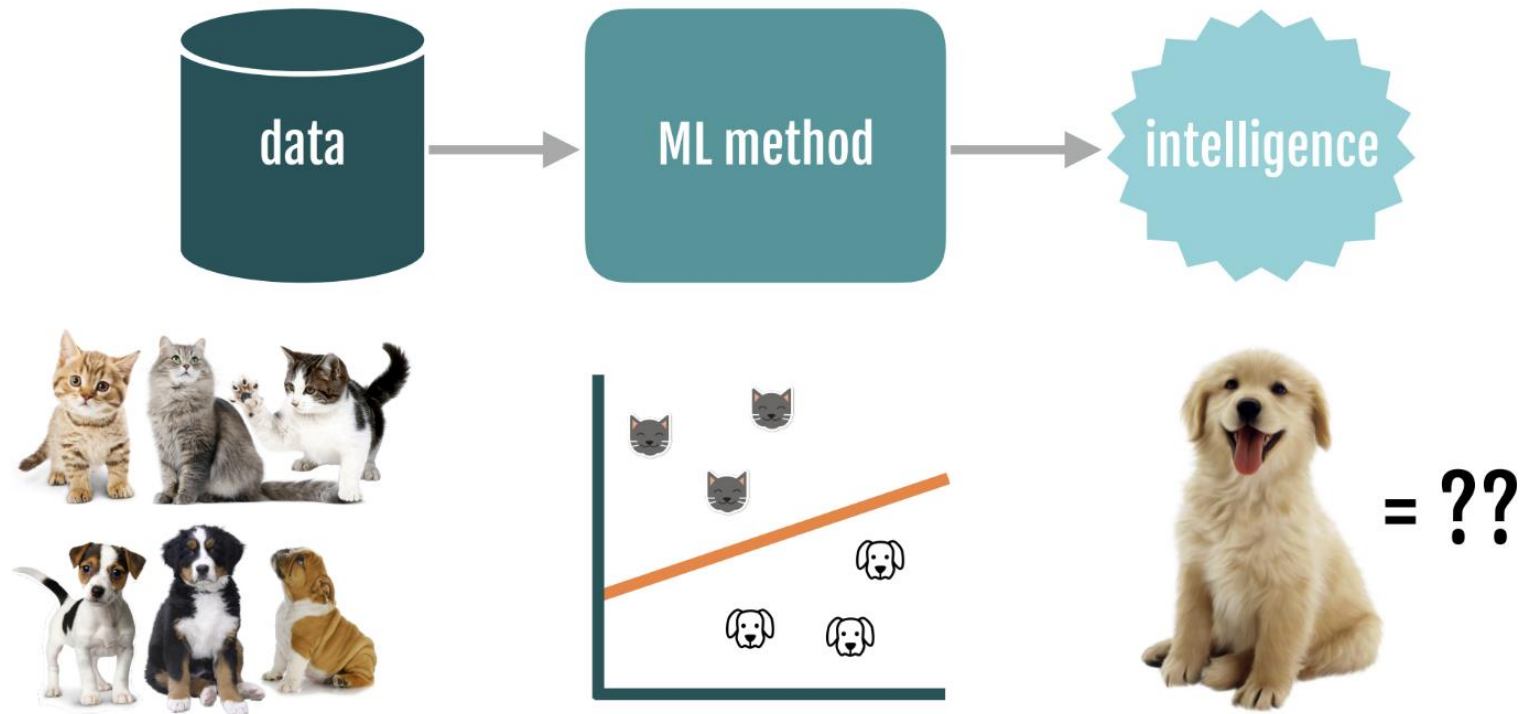 data
ML method
intelligence
= ??